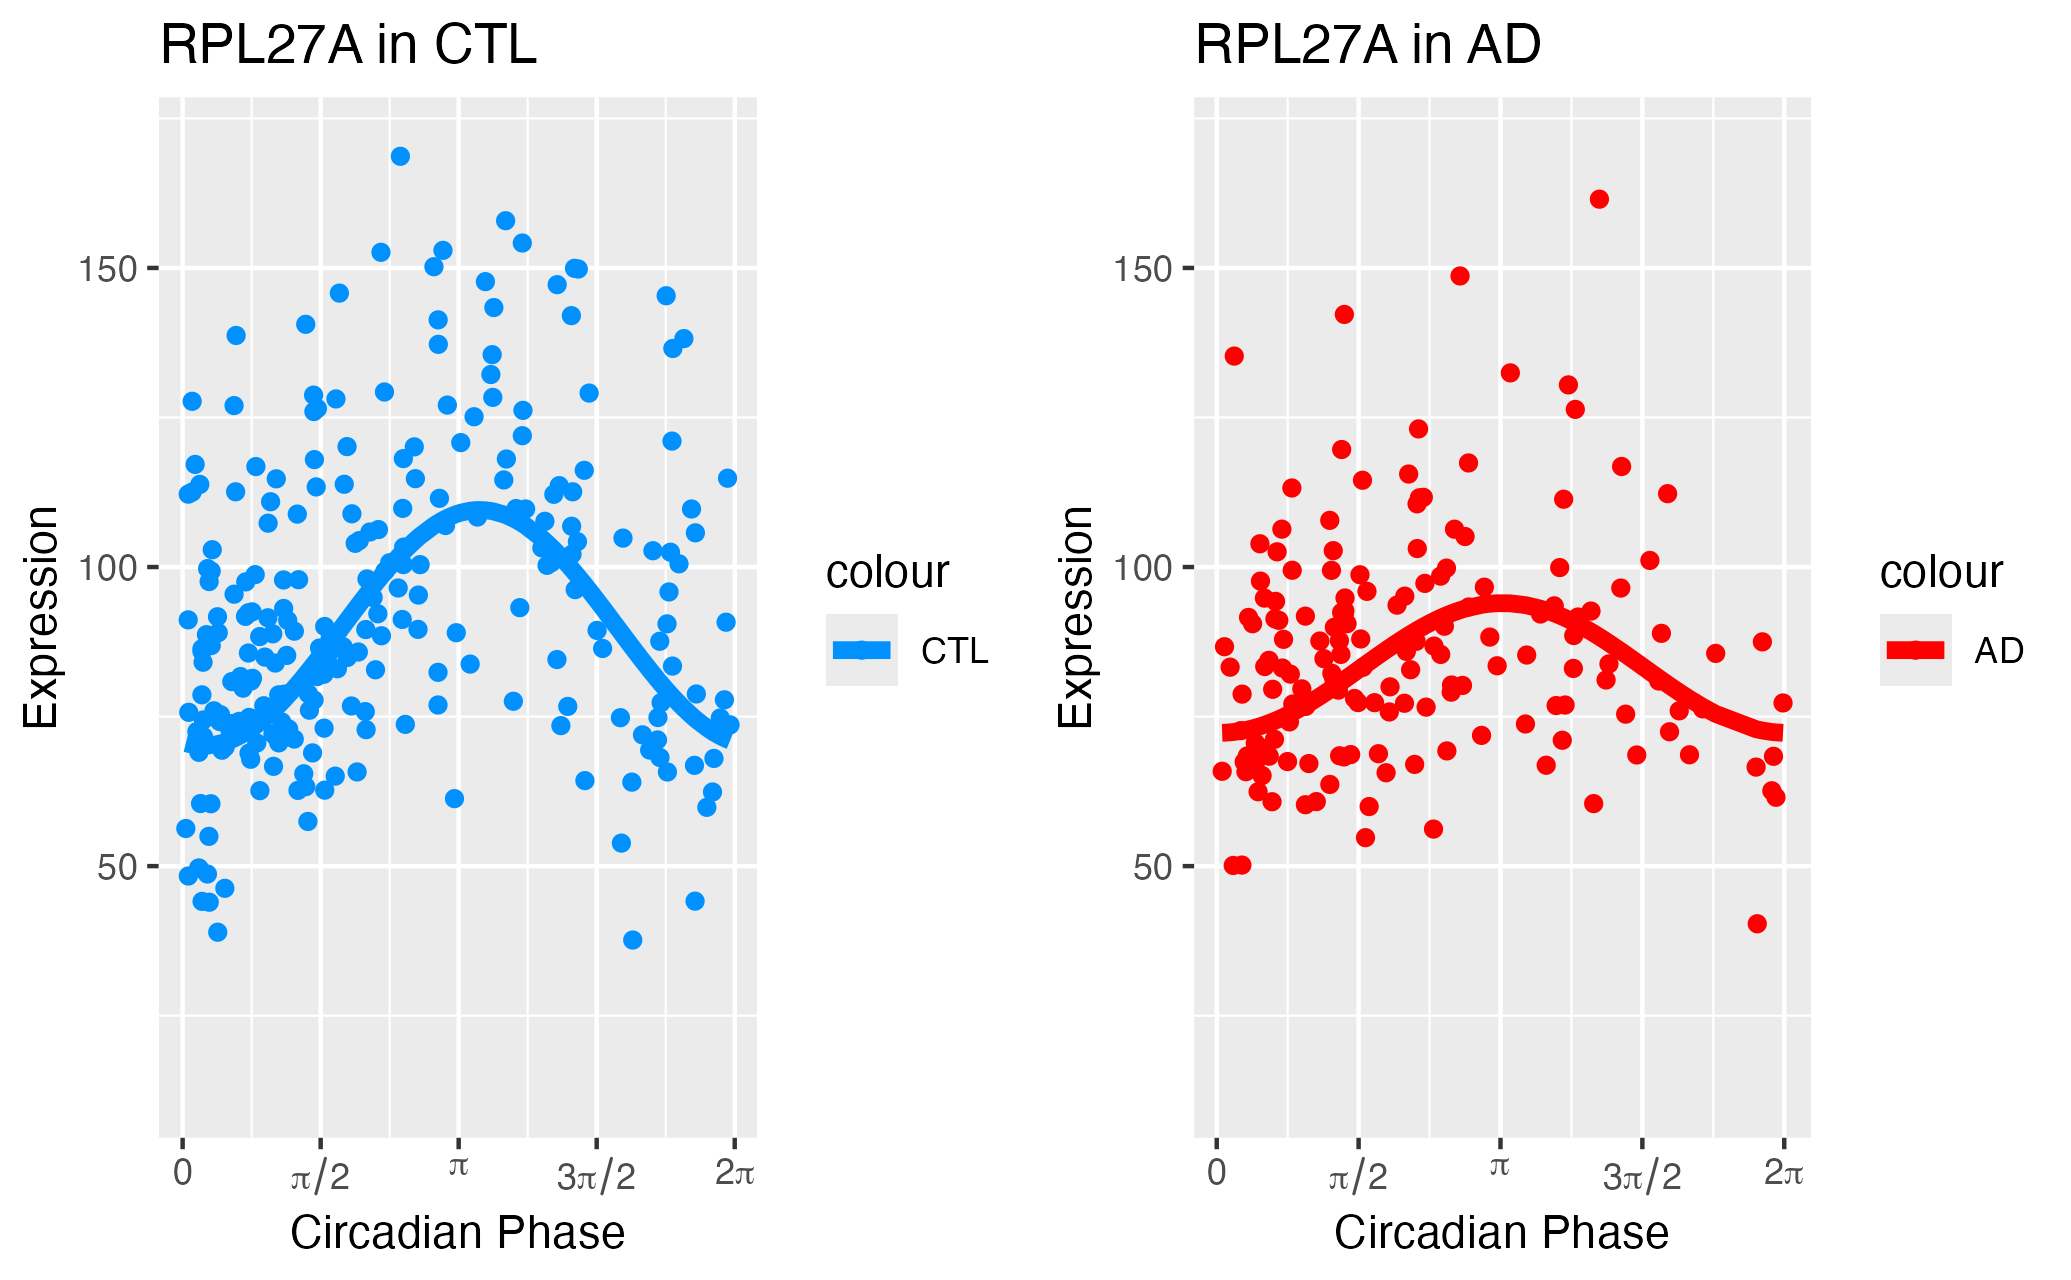 RPL27A in CTL
Expression
150
100
50
0 π/2 π 3π/2 2π
Circadian Phase
colour
CTL
RPL27A in AD
Expression
150
100
50
0 π/2 π 3π/2 2π
Circadian Phase
colour
AD